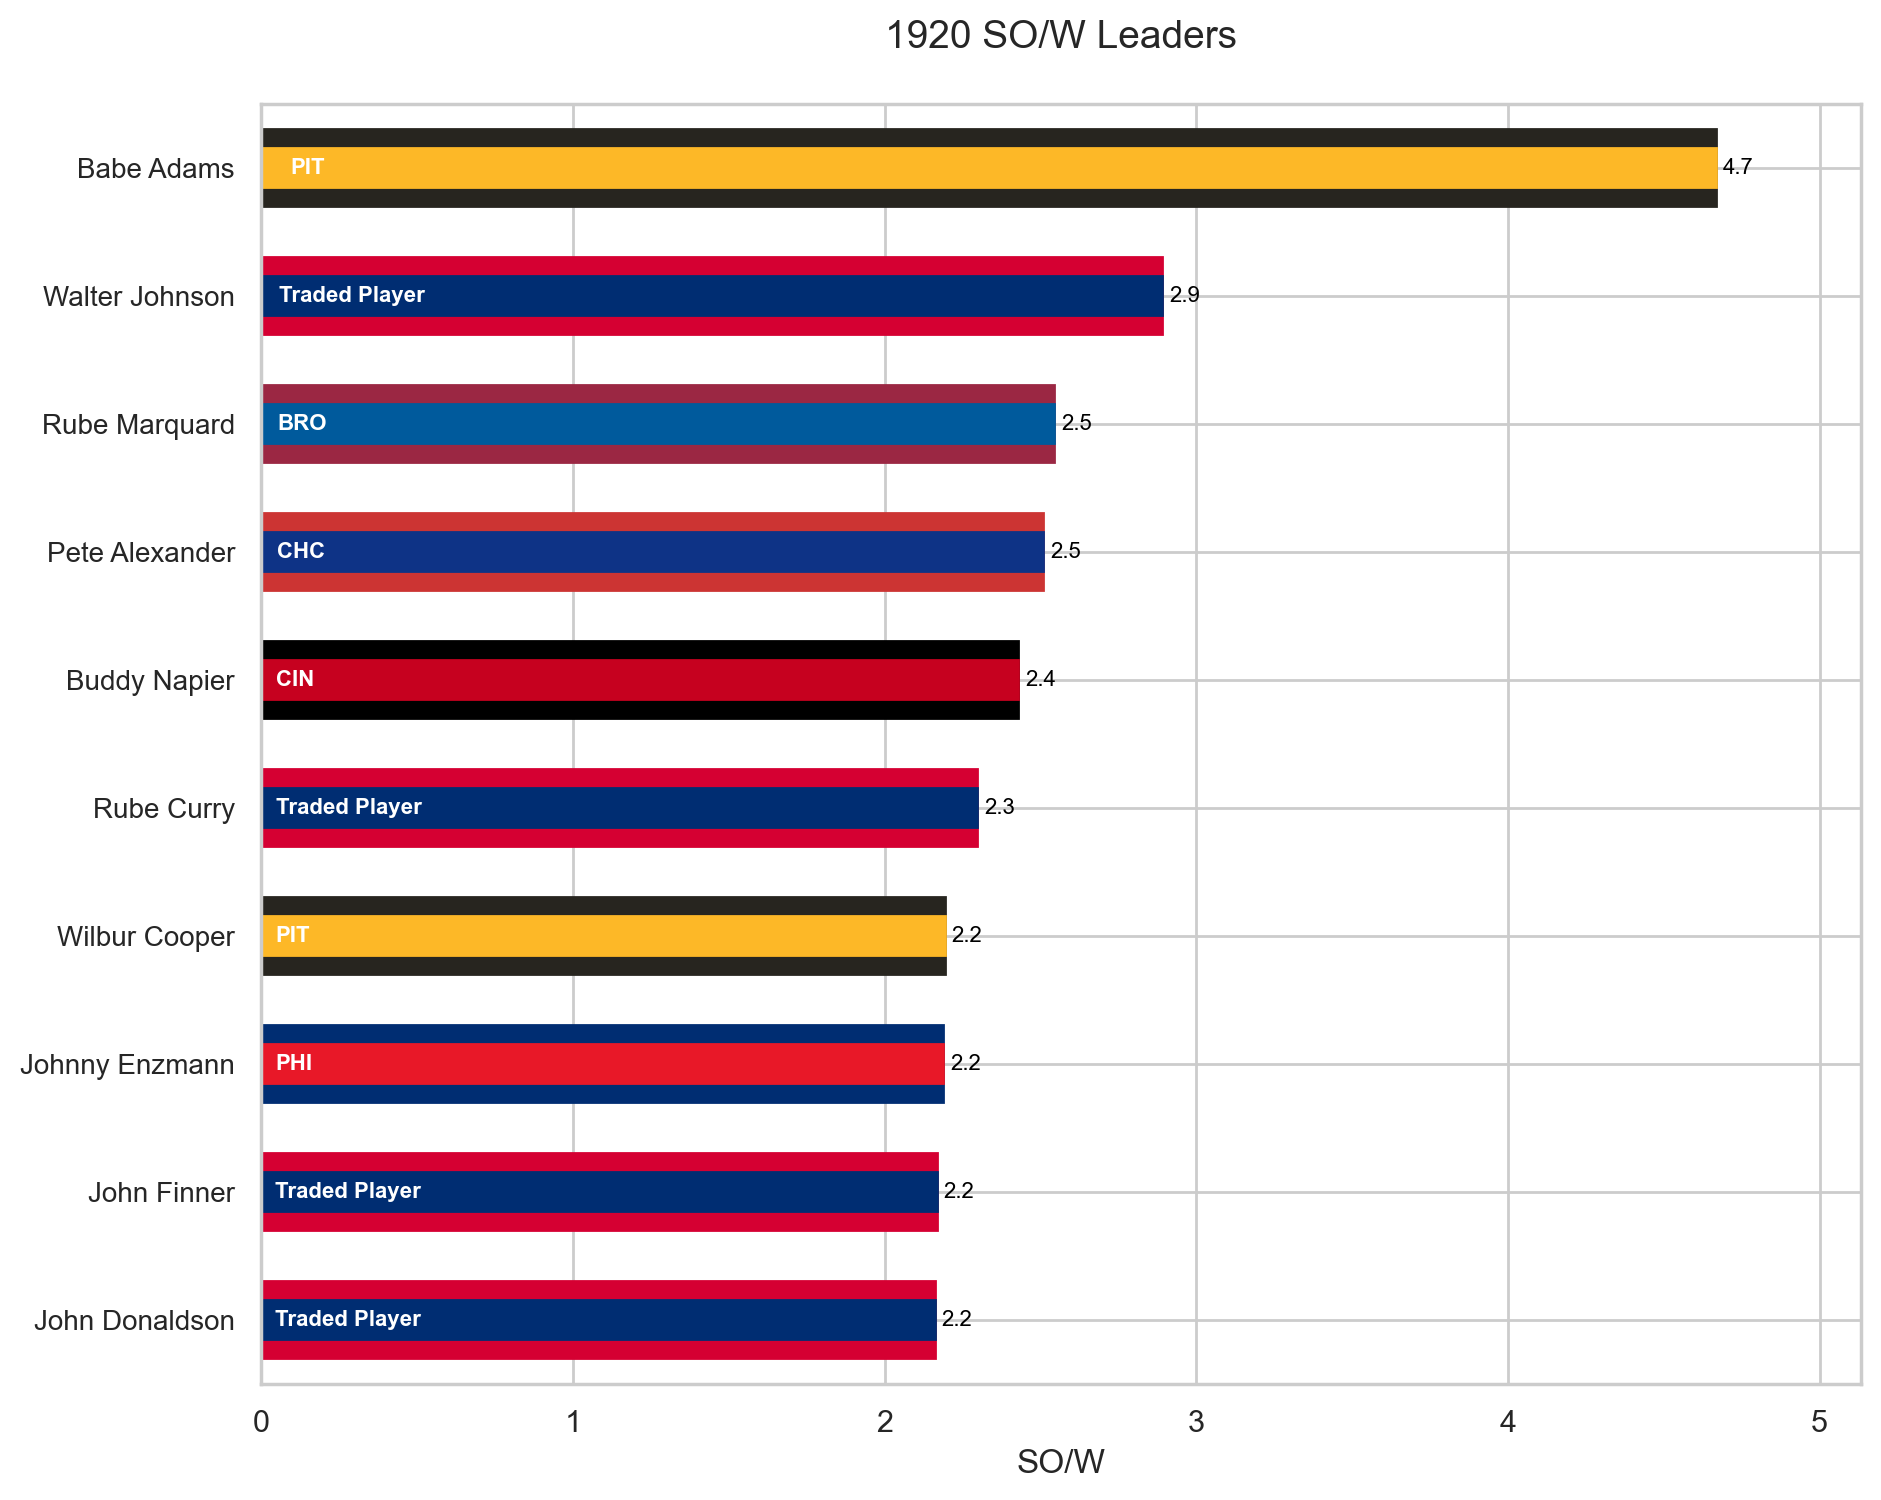 1920 SO/W Leaders
Babe Adams
PIT
4.7
Walter Johnson
Traded Player
2.9
Rube Marquard
BRO
2.5
Pete Alexander
CHC
2.5
Buddy Napier
CIN
2.4
Rube Curry
Traded Player
2.3
Wilbur Cooper
PIT
2.2
Johnny Enzmann
PHI
2.2
John Finner
Traded Player
2.2
John Donaldson
Traded Player
2.2
0 1 2 3 4 5
SO/W